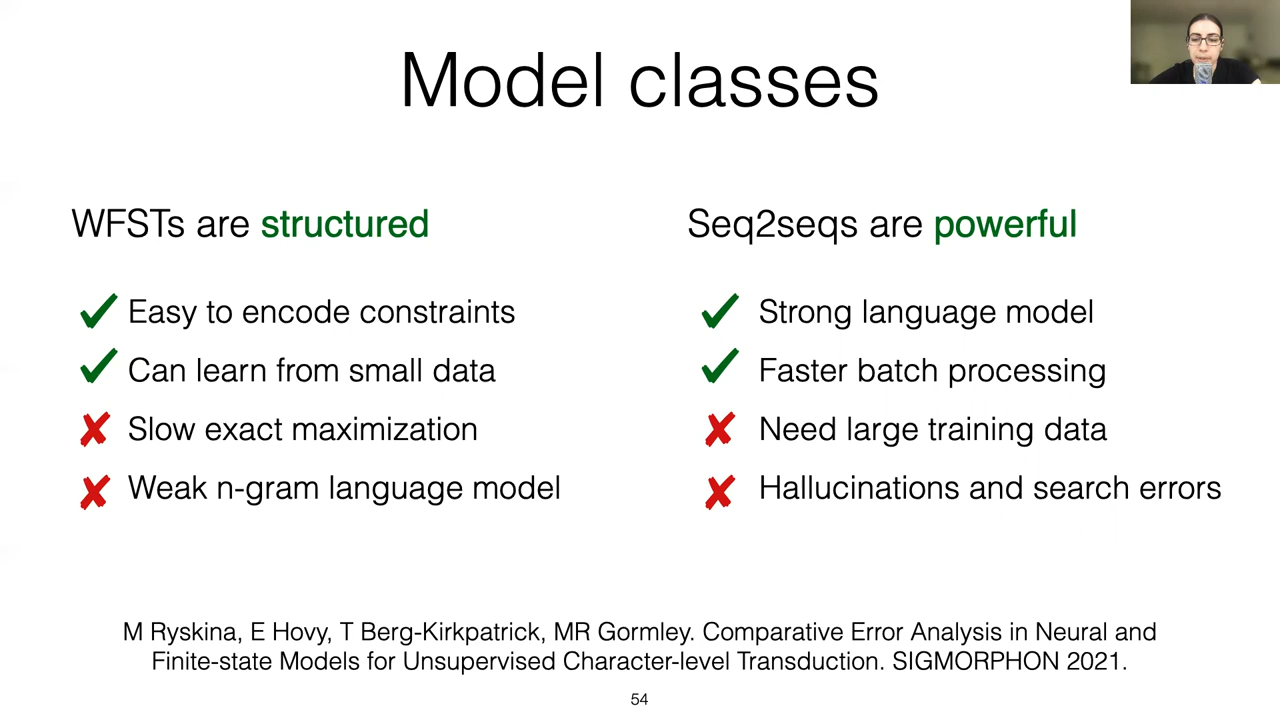 Model classes
WFSTs are structured
Easy to encode constraints
Can learn from small data
Slow exact maximization
Weak n-gram language model
Seq2seqs are powerful
Strong language model
Faster batch processing
Need large training data
Hallucinations and search errors
M Ryskina, E Hovy, T Berg-Kirkpatrick, MR Gormley. Comparative Error Analysis in Neural and
Finite-state Models for Unsupervised Character-level Transduction. SIGMORPHON 2021.
54